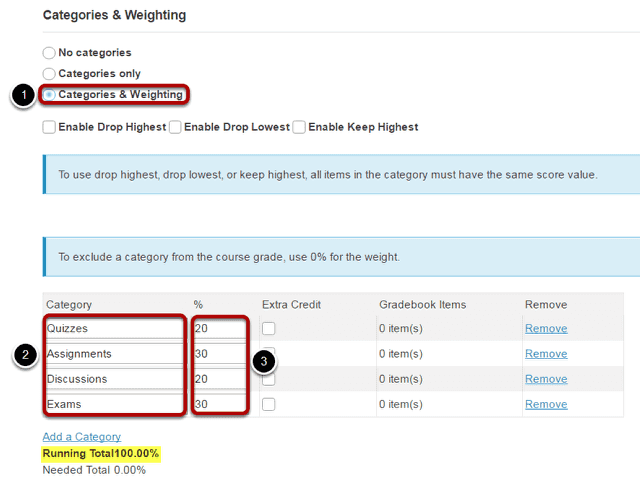 Categories & Weighting
No categories
Categories only
1 Categories & Weighting
Enable Drop Highest Enable Drop Lowest Enable Keep Highest
To use drop highest, drop lowest, or keep highest, all items in the category must have the same score value.
To exclude a category from the course grade, use 0% for the weight.
Category % Extra Credit Gradebook Items Remove
Quizzes 20 0 item(s) Remove
2 Assignments 30 3 0 item(s) Remove
Discussions 20 0 item(s) Remove
Exams 30 0 item(s) Remove
Add a Category
Running Total100.00%
Needed Total 0.00%